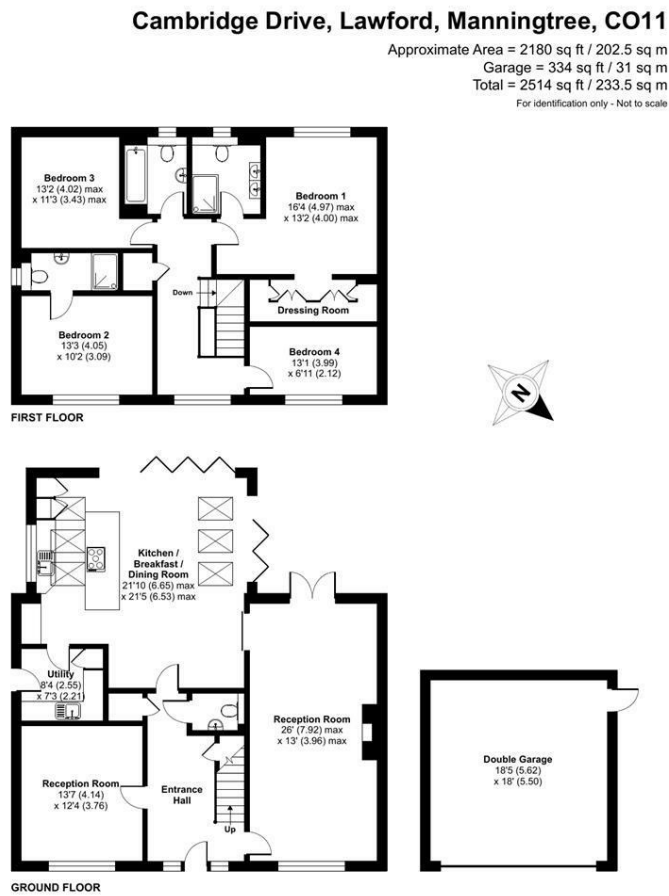 Cambridge Drive, Lawford, Manningtree, CO11
Approximate Area = 2180 sq ft / 202.5 sq m
Garage = 334 sq ft / 31 sq m
Total = 2514 sq ft / 233.5 sq m
For identification only - Not to scale
Bedroom 3
13'2 (4.02) max
x 11'3 (3.43) max
Bedroom 1
16'4 (4.97) max
x 13'2 (4.00) max
Down
Dressing Room
Bedroom 2
13'3 (4.05)
x 10'2 (3.09)
Bedroom 4
13'1 (3.99)
x 6'11 (2.12)
FIRST FLOOR
N
Kitchen /
Breakfast /
Dining Room
21'10 (6.65) max
x 21'5 (6.53) max
Utility
8'4 (2.55)
x 7'3 (2.21)
Reception Room
26' (7.92) max
x 13' (3.96) max
Reception Room
13'7 (4.14)
x 12'4 (3.76)
Entrance
Hall
Up
Double Garage
18'5 (5.62)
x 18' (5.50)
GROUND FLOOR